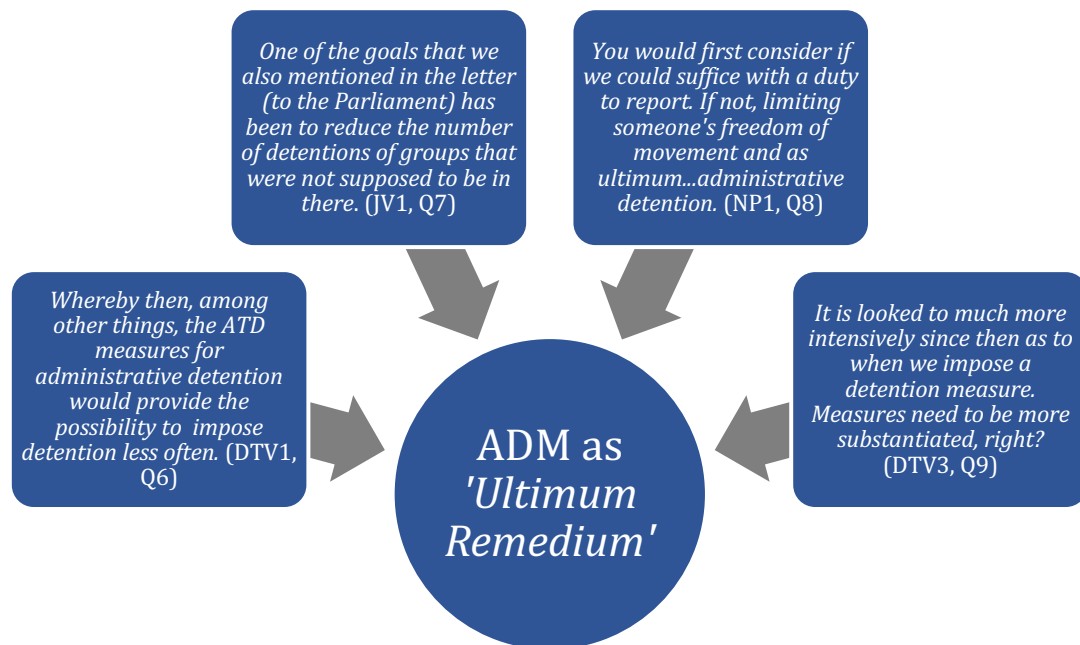 One of the goals that we
also mentioned in the letter
(to the Parliament) has
been to reduce the number
of detentions of groups that
were not supposed to be in
there. (JV1, Q7)
You would first consider if
we could suffice with a duty
to report. If not, limiting
someone's freedom of
movement and as
ultimum...administrative
detention. (NP1, Q8)
Whereby then, among
other things, the ATD
measures for
administrative detention
would provide the
possibility to impose
detention less often. (DTV1,
Q6)
It is looked to much more
intensively since then as to
when we impose a
detention measure.
Measures need to be more
substantiated, right?
(DTV3, Q9)
ADM as
'Ultimum
Remedium'